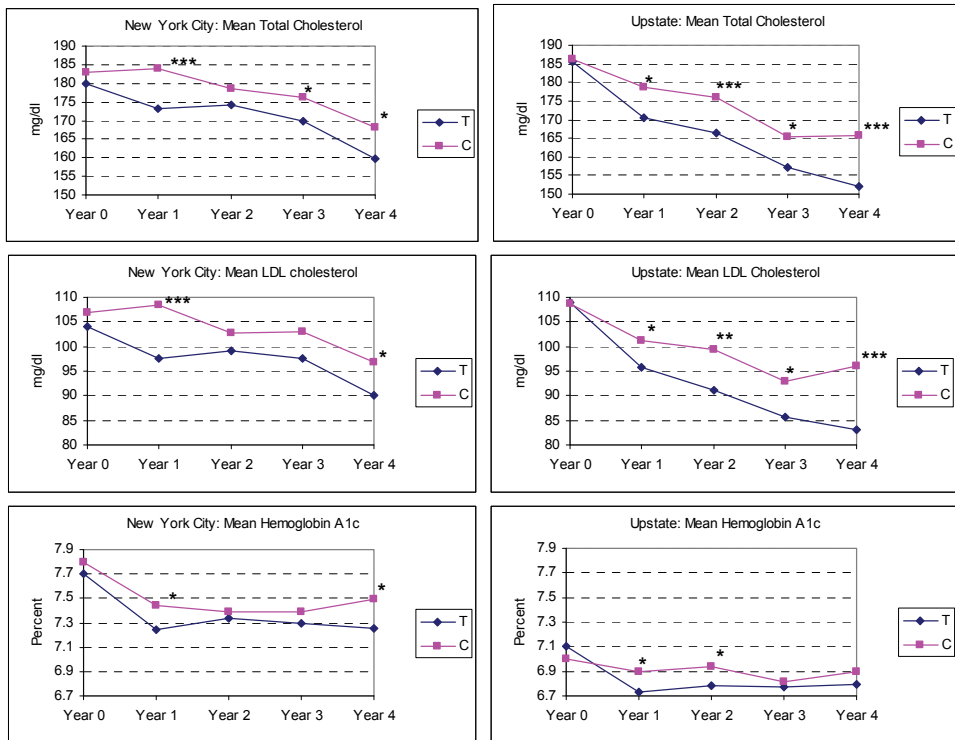 New York City: Mean Total Cholesterol
190
185
180
175
170
165
160
155
150
mg/dl
***
*
*
Year 0 Year 1 Year 2 Year 3 Year 4
T
C
Upstate: Mean Total Cholesterol
190
185
180
175
170
165
160
155
150
mg/dl
*
***
*
***
Year 0 Year 1 Year 2 Year 3 Year 4
T
C
New York City: Mean LDL cholesterol
110
105
100
95
90
85
80
mg/dl
***
*
Year 0 Year 1 Year 2 Year 3 Year 4
T
C
Upstate: Mean LDL Cholesterol
110
105
100
95
90
85
80
mg/dl
*
**
*
***
Year 0 Year 1 Year 2 Year 3 Year 4
T
C
New York City: Mean Hemoglobin A1c
7.9
7.7
7.5
7.3
7.1
6.9
6.7
Percent
*
*
Year 0 Year 1 Year 2 Year 3 Year 4
T
C
Upstate: Mean Hemoglobin A1c
7.9
7.7
7.5
7.3
7.1
6.9
6.7
Percent
*
*
Year 0 Year 1 Year 2 Year 3 Year 4
T
C